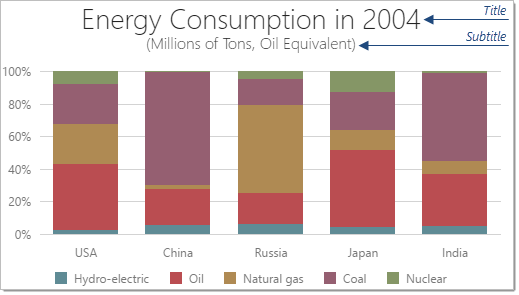 Energy Consumption in 2004
Title
(Millions of Tons, Oil Equivalent)
Subtitle
100%
80%
60%
40%
20%
0%
USA China Russia Japan India
Hydro-electric Oil Natural gas Coal Nuclear